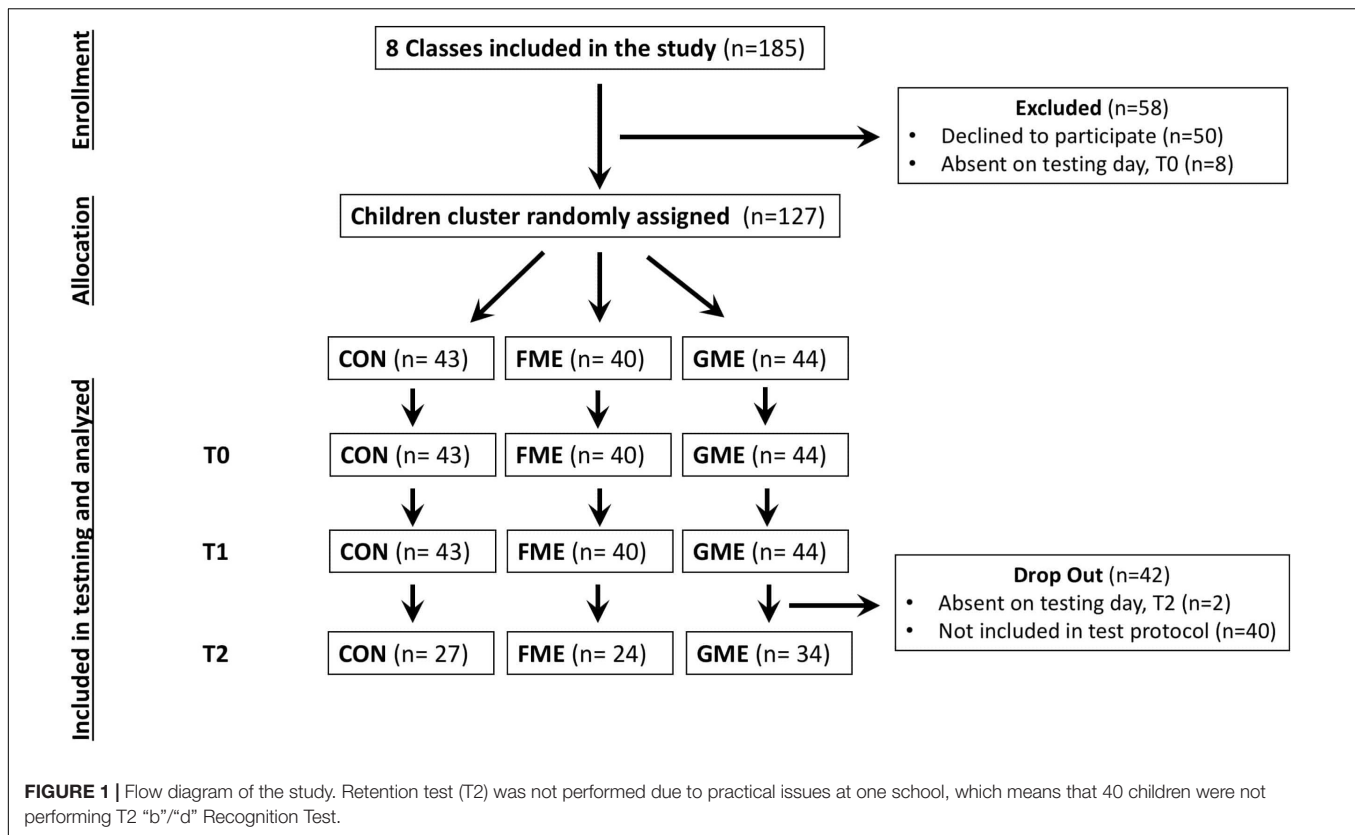 Enrollment
8 Classes included in the study (n=185)
Excluded (n=58)
• Declined to participate (n=50)
• Absent on testing day, T0 (n=8)
Allocation
Children cluster randomly assigned (n=127)
CON (n= 43) FME (n= 40) GME (n= 44)
Included in testning and analyzed
T0 CON (n= 43) FME (n= 40) GME (n= 44)
T1 CON (n= 43) FME (n= 40) GME (n= 44)
Drop Out (n=42)
• Absent on testing day, T2 (n=2)
• Not included in test protocol (n=40)
T2 CON (n= 27) FME (n= 24) GME (n= 34)
FIGURE 1 | Flow diagram of the study. Retention test (T2) was not performed due to practical issues at one school, which means that 40 children were not
performing T2 “b”/“d” Recognition Test.